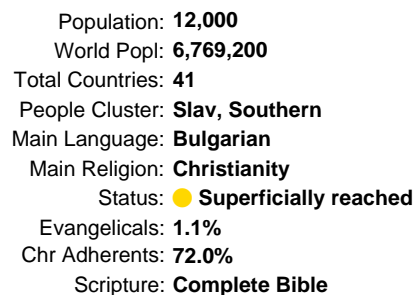 Population: 12,000
World Popl: 6,769,200
Total Countries: 41
People Cluster: Slav, Southern
Main Language: Bulgarian
Main Religion: Christianity
Status: Superficially reached
Evangelicals: 1.1%
Chr Adherents: 72.0%
Scripture: Complete Bible